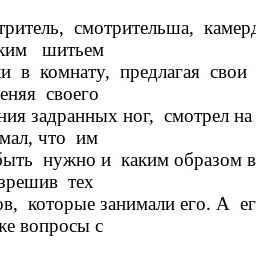 тритель, смотрительша, камерд
ким шитьем
и в комнату, предлагая свои
еняя своего
ния задранных ног, смотрел на
мал, что им
быть нужно и каким образом в
зрешив тех
ов, которые занимали его. А ег
же вопросы с